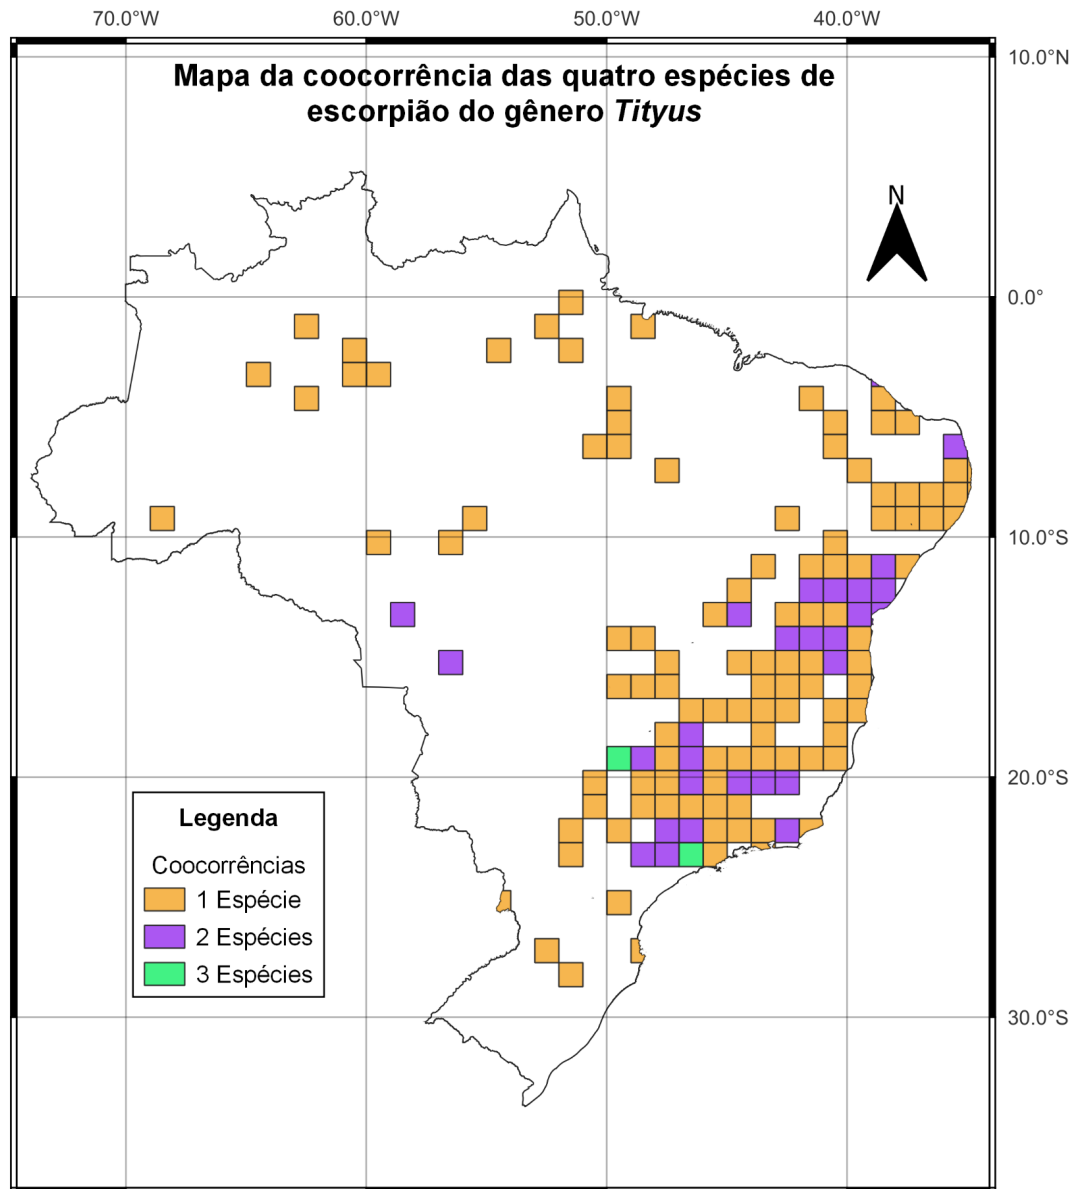 70.0°W 60.0°W 50.0°W 40.0°W
10.0°N
Mapa da coocorrência das quatro espécies de
escorpião do gênero Tityus
N
0.0°
10.0°S
20.0°S
Legenda
Coocorrências
1 Espécie
2 Espécies
3 Espécies
30.0°S